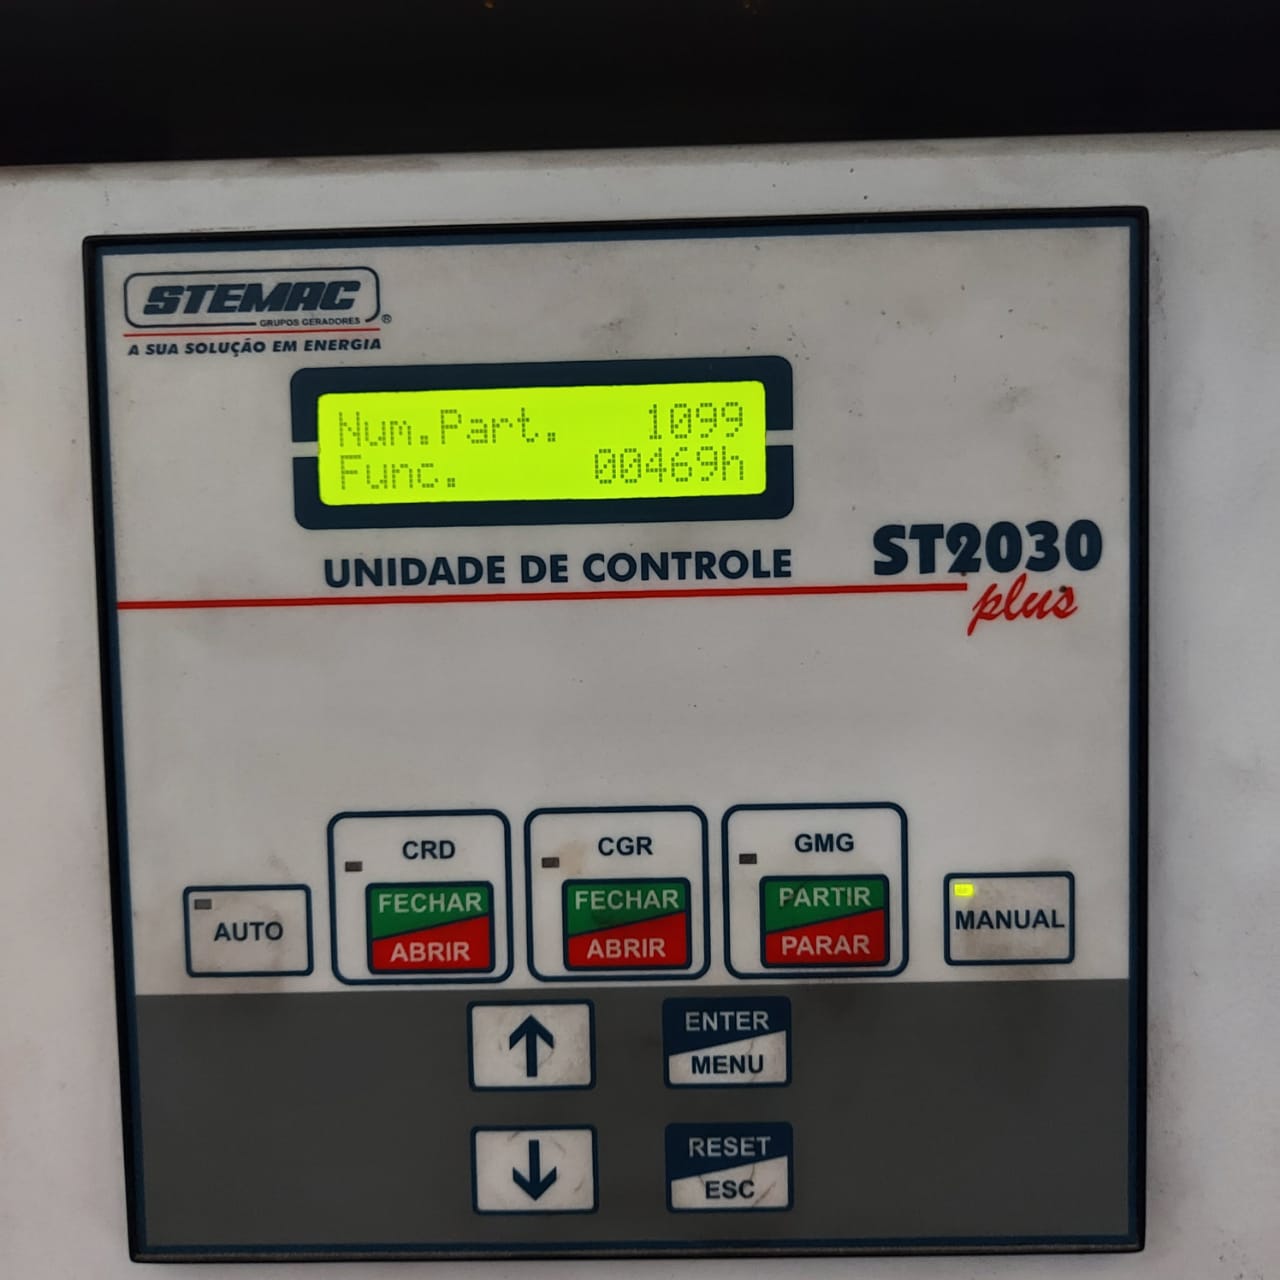 STEMAC
GRUPOS GERADORES ®
A SUA SOLUÇÃO EM ENERGIA
Num.Part. 1099
Func. 00469h
UNIDADE DE CONTROLE
ST2030
plus
CRD
FECHAR
ABRIR
CGR
FECHAR
ABRIR
GMG
PARTIR
PARAR
AUTO
MANUAL
↑
ENTER
MENU
↓
RESET
ESC